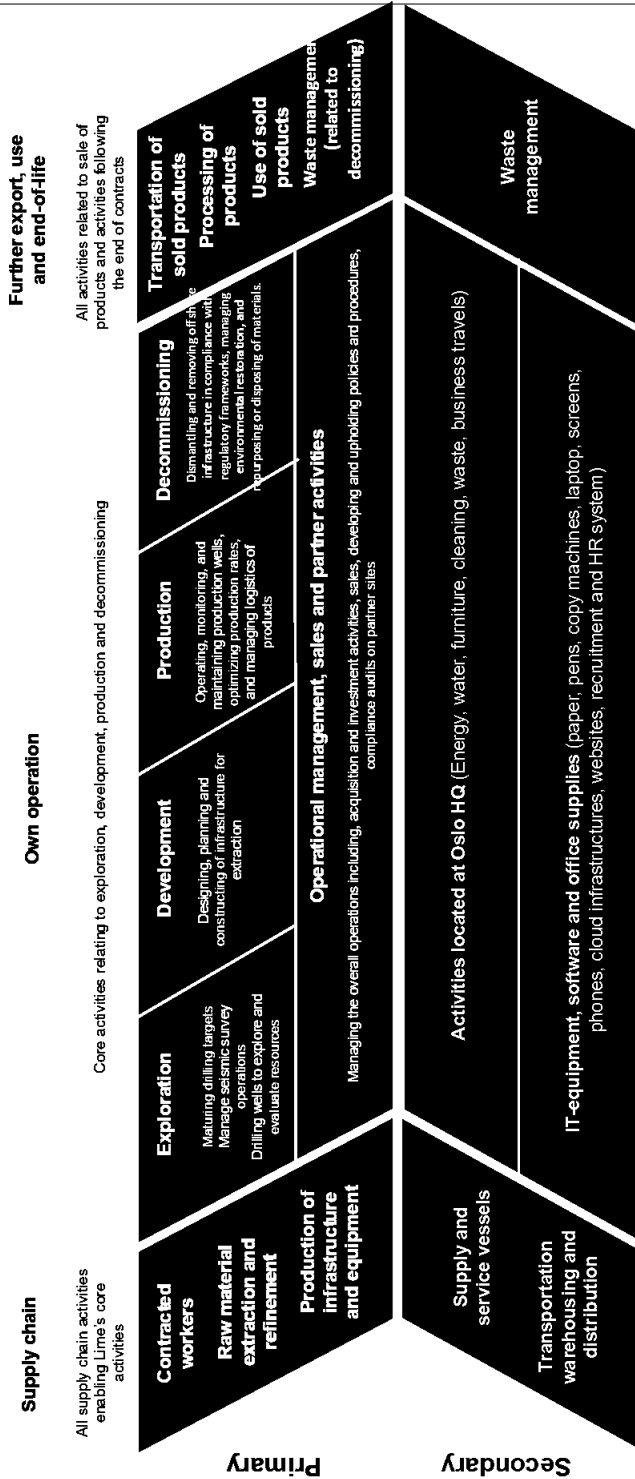 Supply chain
All supply chain activities
enabling Lime's core
activities
Own operation
Core activities relating to exploration, development, production and decommissioning
Further export, use
and end-of-life
All activities related to sale of
products and activities following
the end of contracts
Primary
Contracted
workers
Raw material
extraction and
refinement
Production of
infrastructure
and equipment
Exploration
Maturing drilling targets
Manage seismic survey
operations
Drilling wells to explore and
evaluate resources
Development
Designing, planning and
constructing of infrastructure for
extraction
Production
Operating, monitoring, and
maintaining production wells,
optimizing production rates,
and managing logistics of
products
Decommissioning
Dismantling and removing offshore
infrastructure in compliance with
regulatory frameworks, managing
environmental restoration, and
repurposing or disposing of materials.
Operational management, sales and partner activities
Managing the overall operations including, acquisition and investment activities, sales, developing and upholding policies and procedures,
compliance audits on partner sites
Transportation of
sold products
Processing of
products
Use of sold
products
Waste managemen
(related to
decommissioning)
Secondary
Supply and
service vessels
Transportation
warehousing and
distribution
Activities located at Oslo HQ (Energy, water, furniture, cleaning, waste, business travels)
IT-equipment, software and office supplies (paper, pens, copy machines, laptop, screens,
phones, cloud infrastructures, websites, recruitment and HR system)
Waste
management